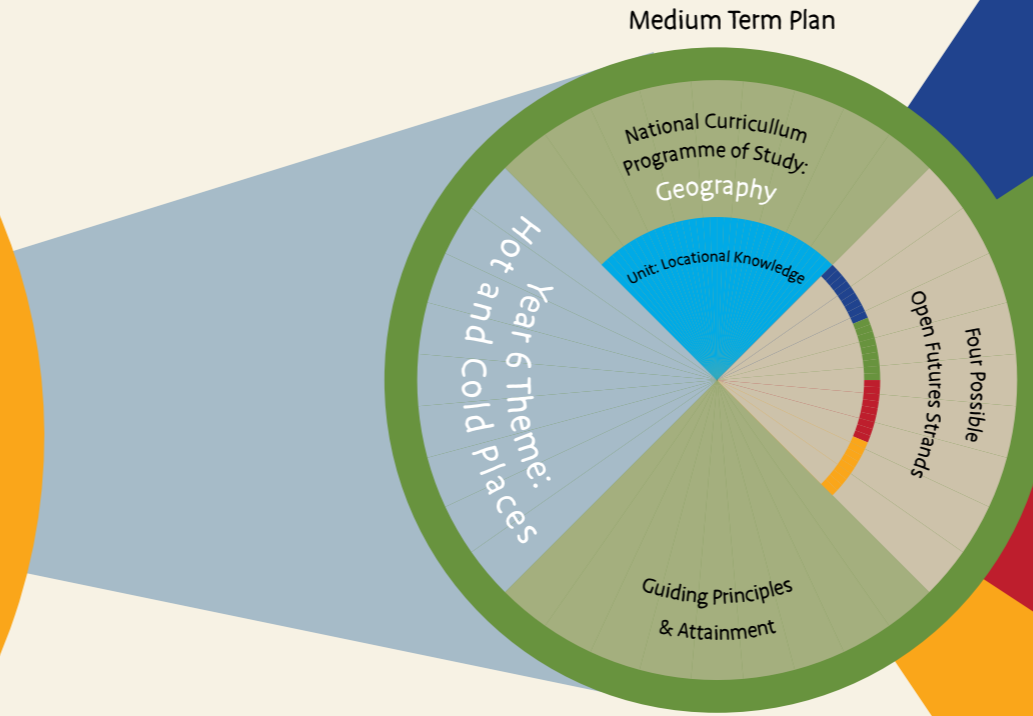 Medium Term Plan
National Curricullum
Programme of Study:
Geography
Unit: Locational Knowledge
Year 6 Theme:
Hot and Cold Places
Four Possible
Open Futures Strands
Guiding Principles
& Attainment